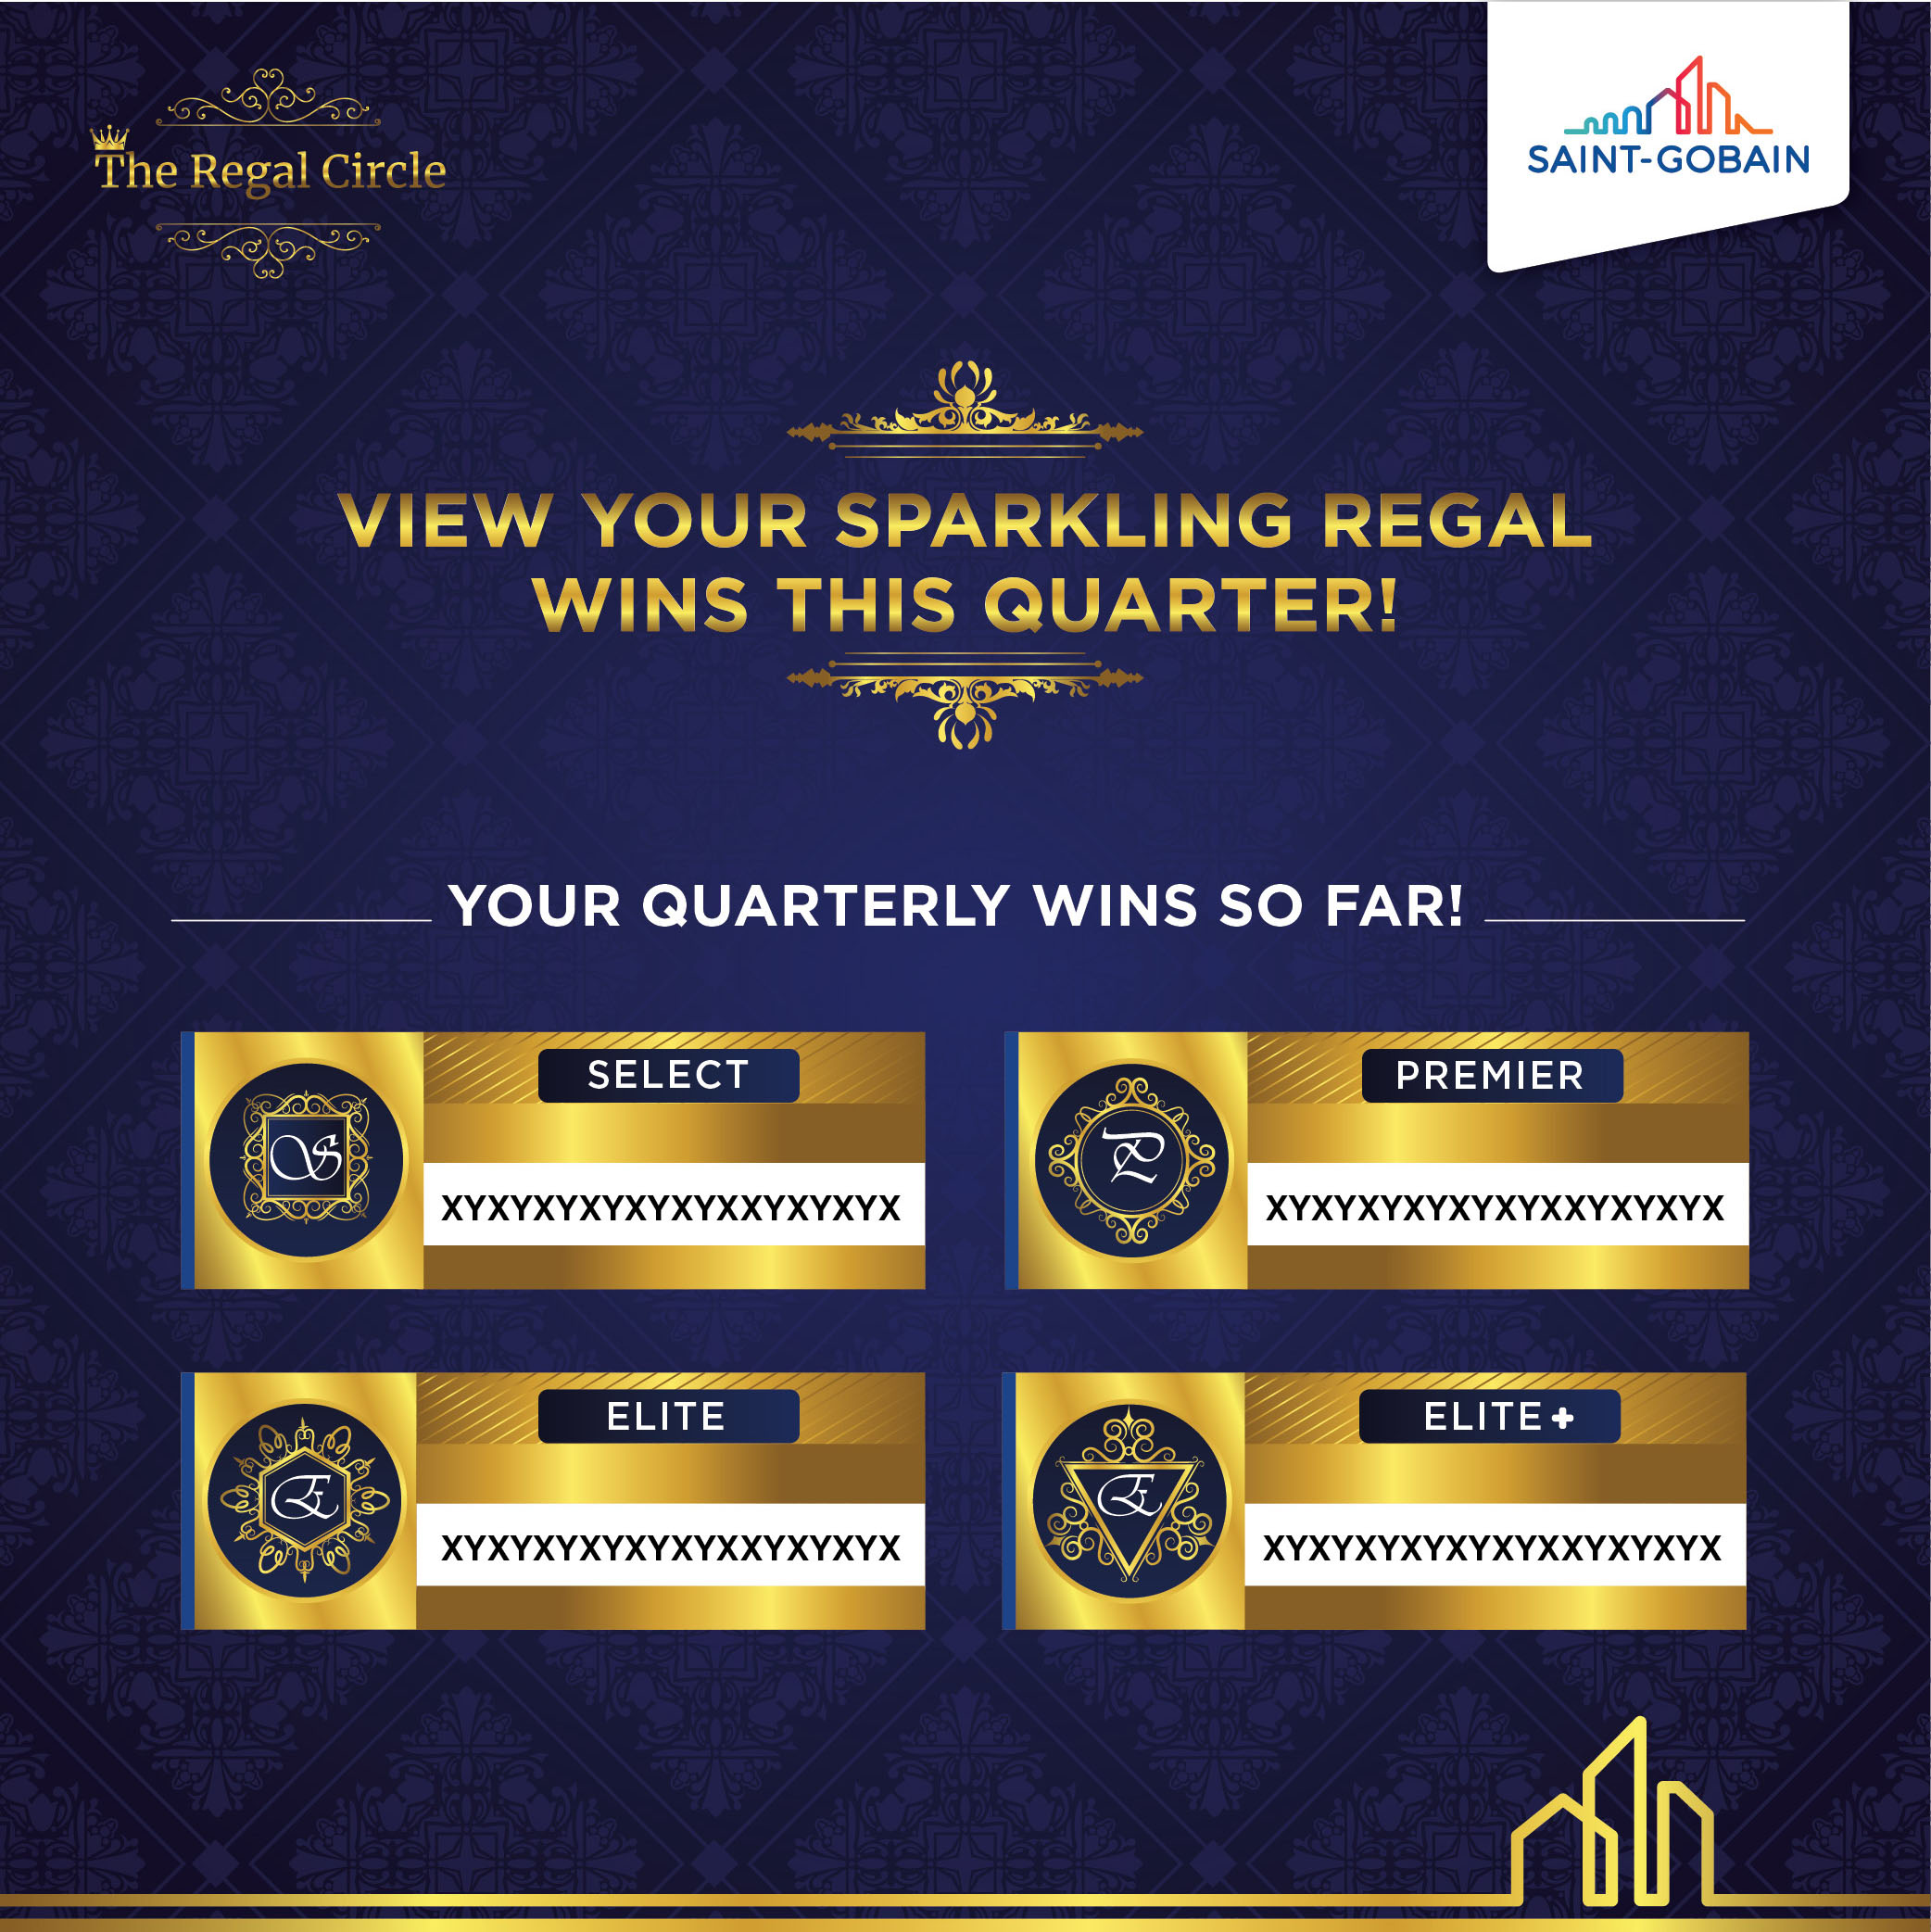 The Regal Circle
SAINT-GOBAIN
VIEW YOUR SPARKLING REGAL
WINS THIS QUARTER!
YOUR QUARTERLY WINS SO FAR!
SELECT
S
XYXYXYXYXYXYXXYXYXYX
PREMIER
P
XYXYXYXYXYXYXXYXYXYX
ELITE
E
XYXYXYXYXYXYXXYXYXYX
ELITE+
E
XYXYXYXYXYXYXXYXYXYX